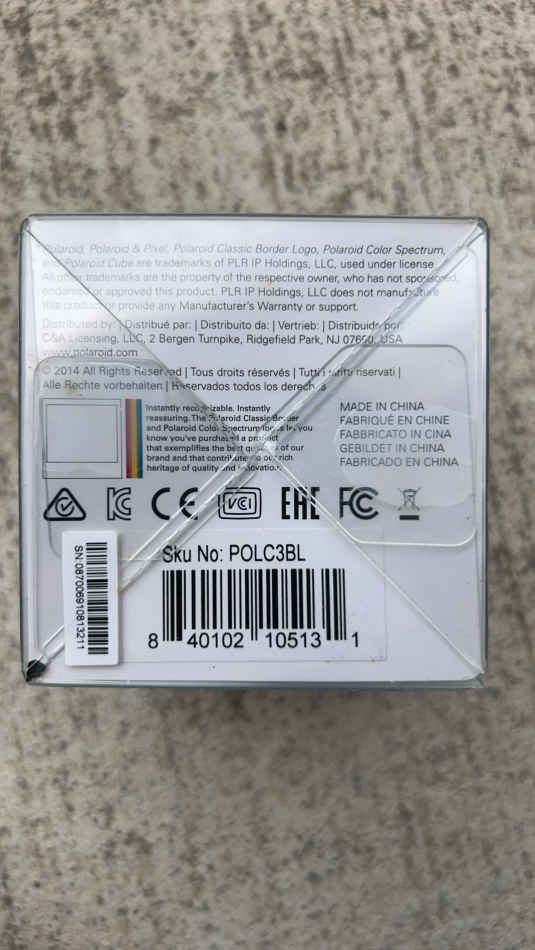 Polaroid, Polaroid & Pixel, Polaroid Classic Border Logo, Polaroid Color Spectrum,
and Polaroid Cube are trademarks of PLR IP Holdings, LLC, used under license.
All other trademarks are the property of the respective owner, who has not sponsored,
endorsed or approved this product. PLR IP Holdings, LLC does not manufacture
this product or provide any Manufacturer's Warranty or support.
Distributed by: | Distribué par: | Distribuito da: | Vertrieb: | Distribuido por:
C&A Licensing, LLC, 2 Bergen Turnpike, Ridgefield Park, NJ 07660, USA
www.polaroid.com
© 2014 All Rights Reserved | Tous droits réservés | Tutti i diritti riservati |
Alle Rechte vorbehalten | Reservados todos los derechos
Instantly recognizable. Instantly
reassuring. The Polaroid Classic Border
and Polaroid Color Spectrum logos let you
know you've purchased a product
that exemplifies the best qualities of our
brand and that contribute to our rich
heritage of quality and innovation.
MADE IN CHINA
FABRIQUÉ EN CHINE
FABBRICATO IN CINA
GEBILDET IN CHINA
FABRICADO EN CHINA
CE VCI EAC FC
SN:087006910813211
Sku No: POLC3BL
8 40102 10513 1